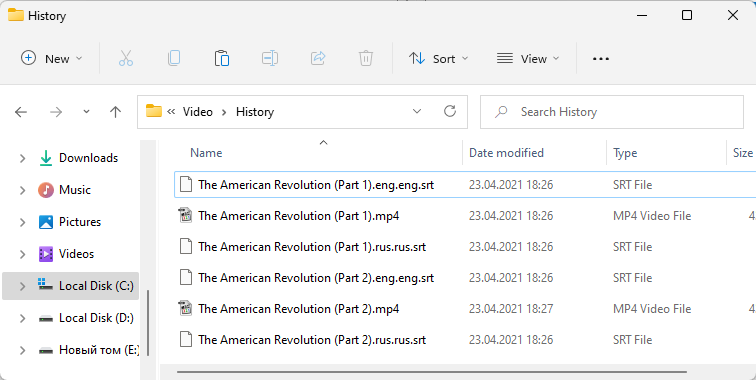 History
New
Sort
View
« Video › History
Search History
Downloads
Music
Pictures
Videos
Local Disk (C:)
Local Disk (D:)
Новый том (E:)
Name Date modified Type Size
The American Revolution (Part 1).eng.eng.srt 23.04.2021 18:26 SRT File
The American Revolution (Part 1).mp4 23.04.2021 18:26 MP4 Video File 4
The American Revolution (Part 1).rus.rus.srt 23.04.2021 18:26 SRT File
The American Revolution (Part 2).eng.eng.srt 23.04.2021 18:26 SRT File
The American Revolution (Part 2).mp4 23.04.2021 18:27 MP4 Video File 4
The American Revolution (Part 2).rus.rus.srt 23.04.2021 18:26 SRT File